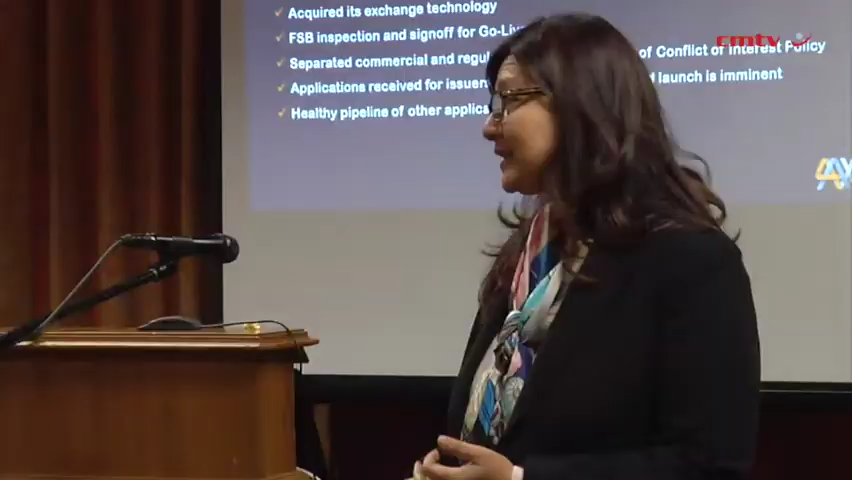 Acquired its exchange technology
FSB inspection and signoff for Go-Liv
Separated commercial and regul of Conflict of Interest Policy
Applications received for issuer d launch is imminent
Healthy pipeline of other applica
cmtv